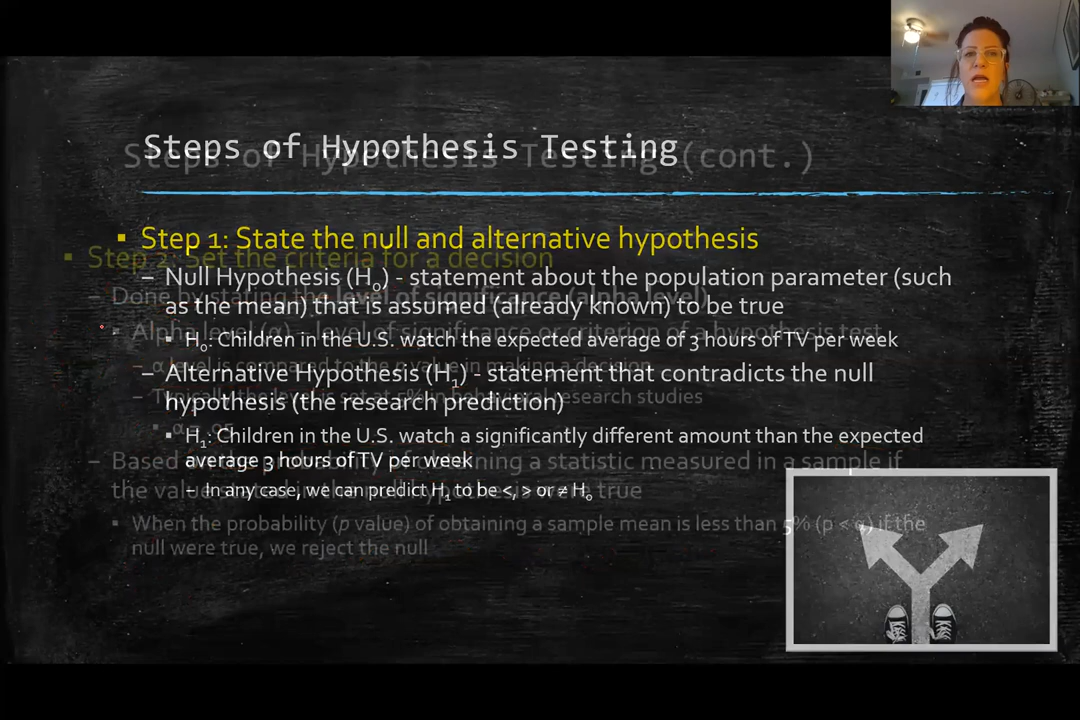 Steps of Hypothesis Testing
Steps of Hypothesis Testing (cont.)
▪ Step 1: State the null and alternative hypothesis
– Null Hypothesis (H₀) - statement about the population parameter (such
as the mean) that is assumed (already known) to be true
▪ H₀: Children in the U.S. watch the expected average of 3 hours of TV per week
– Alternative Hypothesis (H₁) - statement that contradicts the null
hypothesis (the research prediction)
▪ H₁: Children in the U.S. watch a significantly different amount than the expected
average 3 hours of TV per week
– In any case, we can predict H₁ to be <, > or ≠ H₀
▪ Step 2: Set the criteria for a decision
– Done by stating the level of significance (alpha level)
▪ Alpha level (α) – level of significance or criterion of a hypothesis test
– α level is compared to the p value in making a decision
– Typically the level is set at 5% in behavioral research studies
▪ α = .05
– Based on the probability of obtaining a statistic measured in a sample if
the value stated in the null hypothesis were true
▪ When the probability (p value) of obtaining a sample mean is less than 5% (p < α) if the
null were true, we reject the null